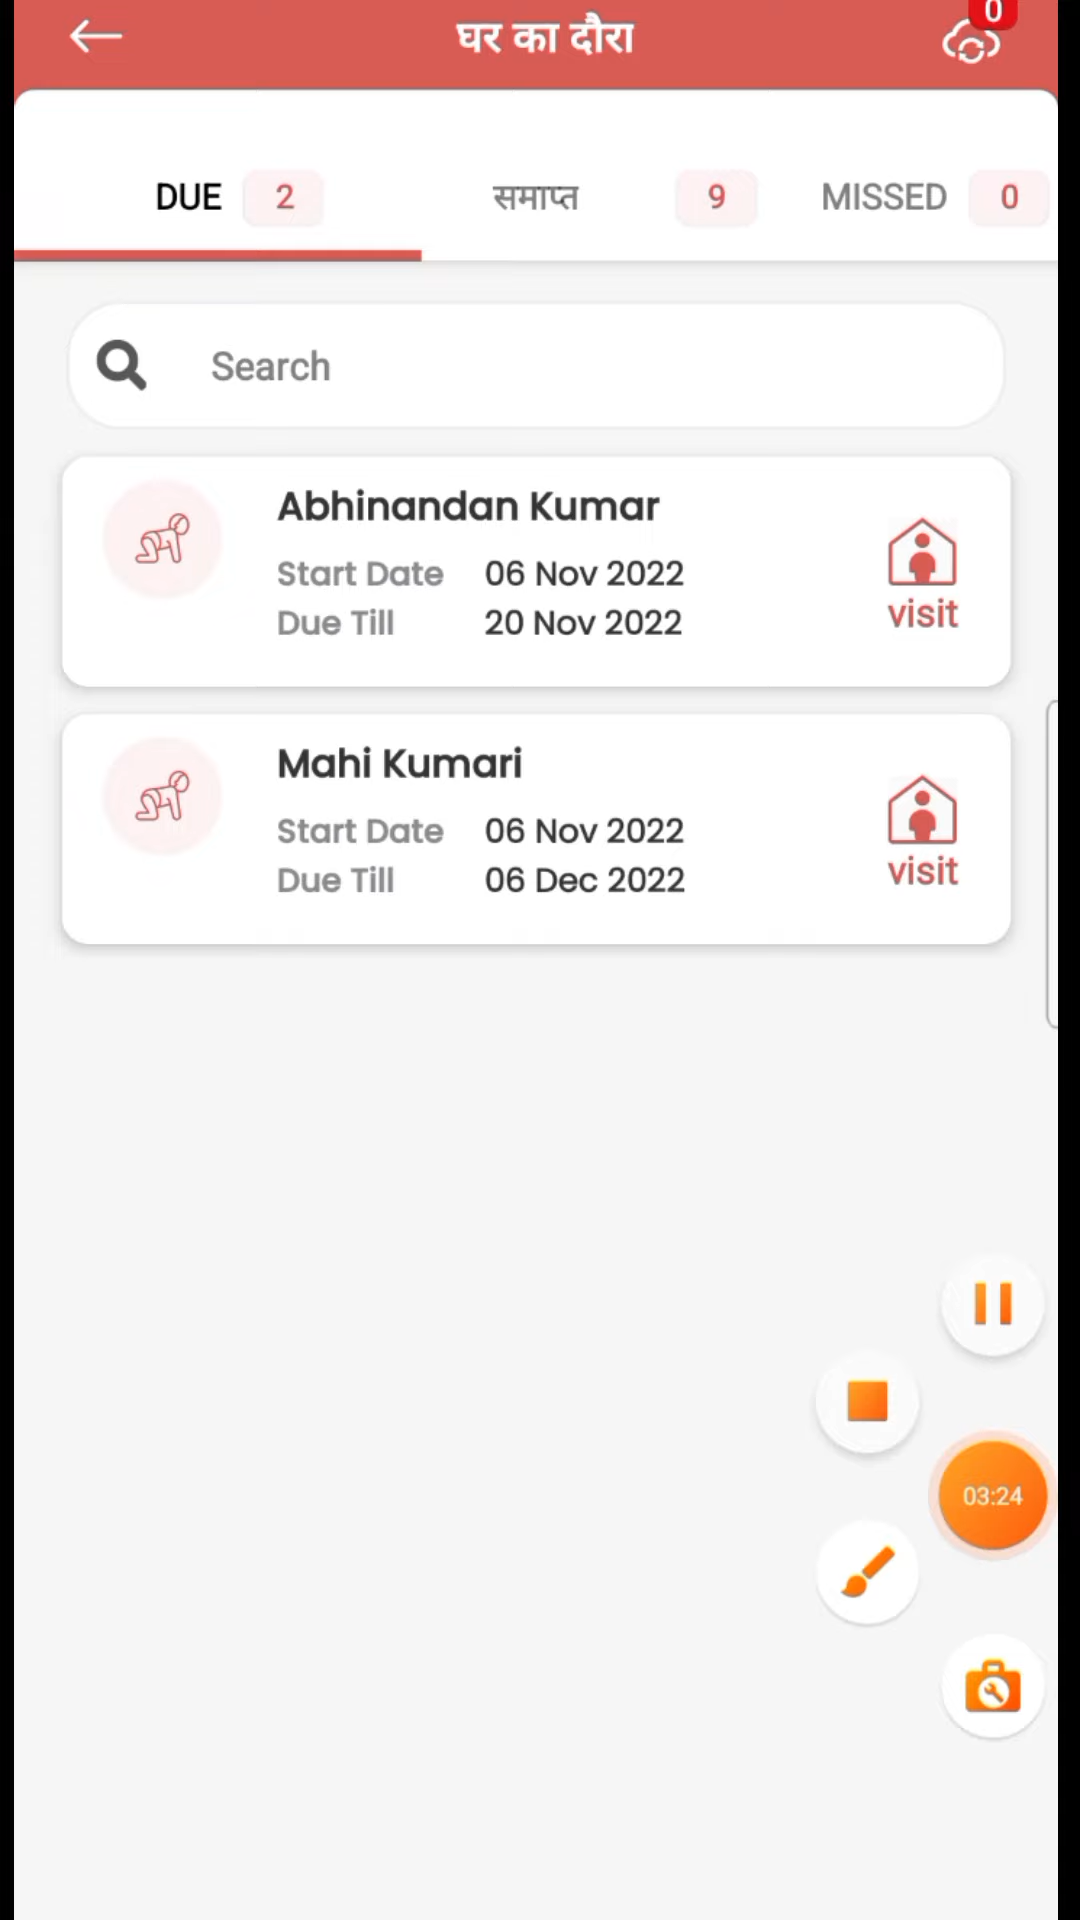 घर का दौरा
0
DUE 2 समाप्त 9 MISSED 0
Search
Abhinandan Kumar
Start Date 06 Nov 2022
Due Till 20 Nov 2022
visit
Mahi Kumari
Start Date 06 Nov 2022
Due Till 06 Dec 2022
visit
03:24